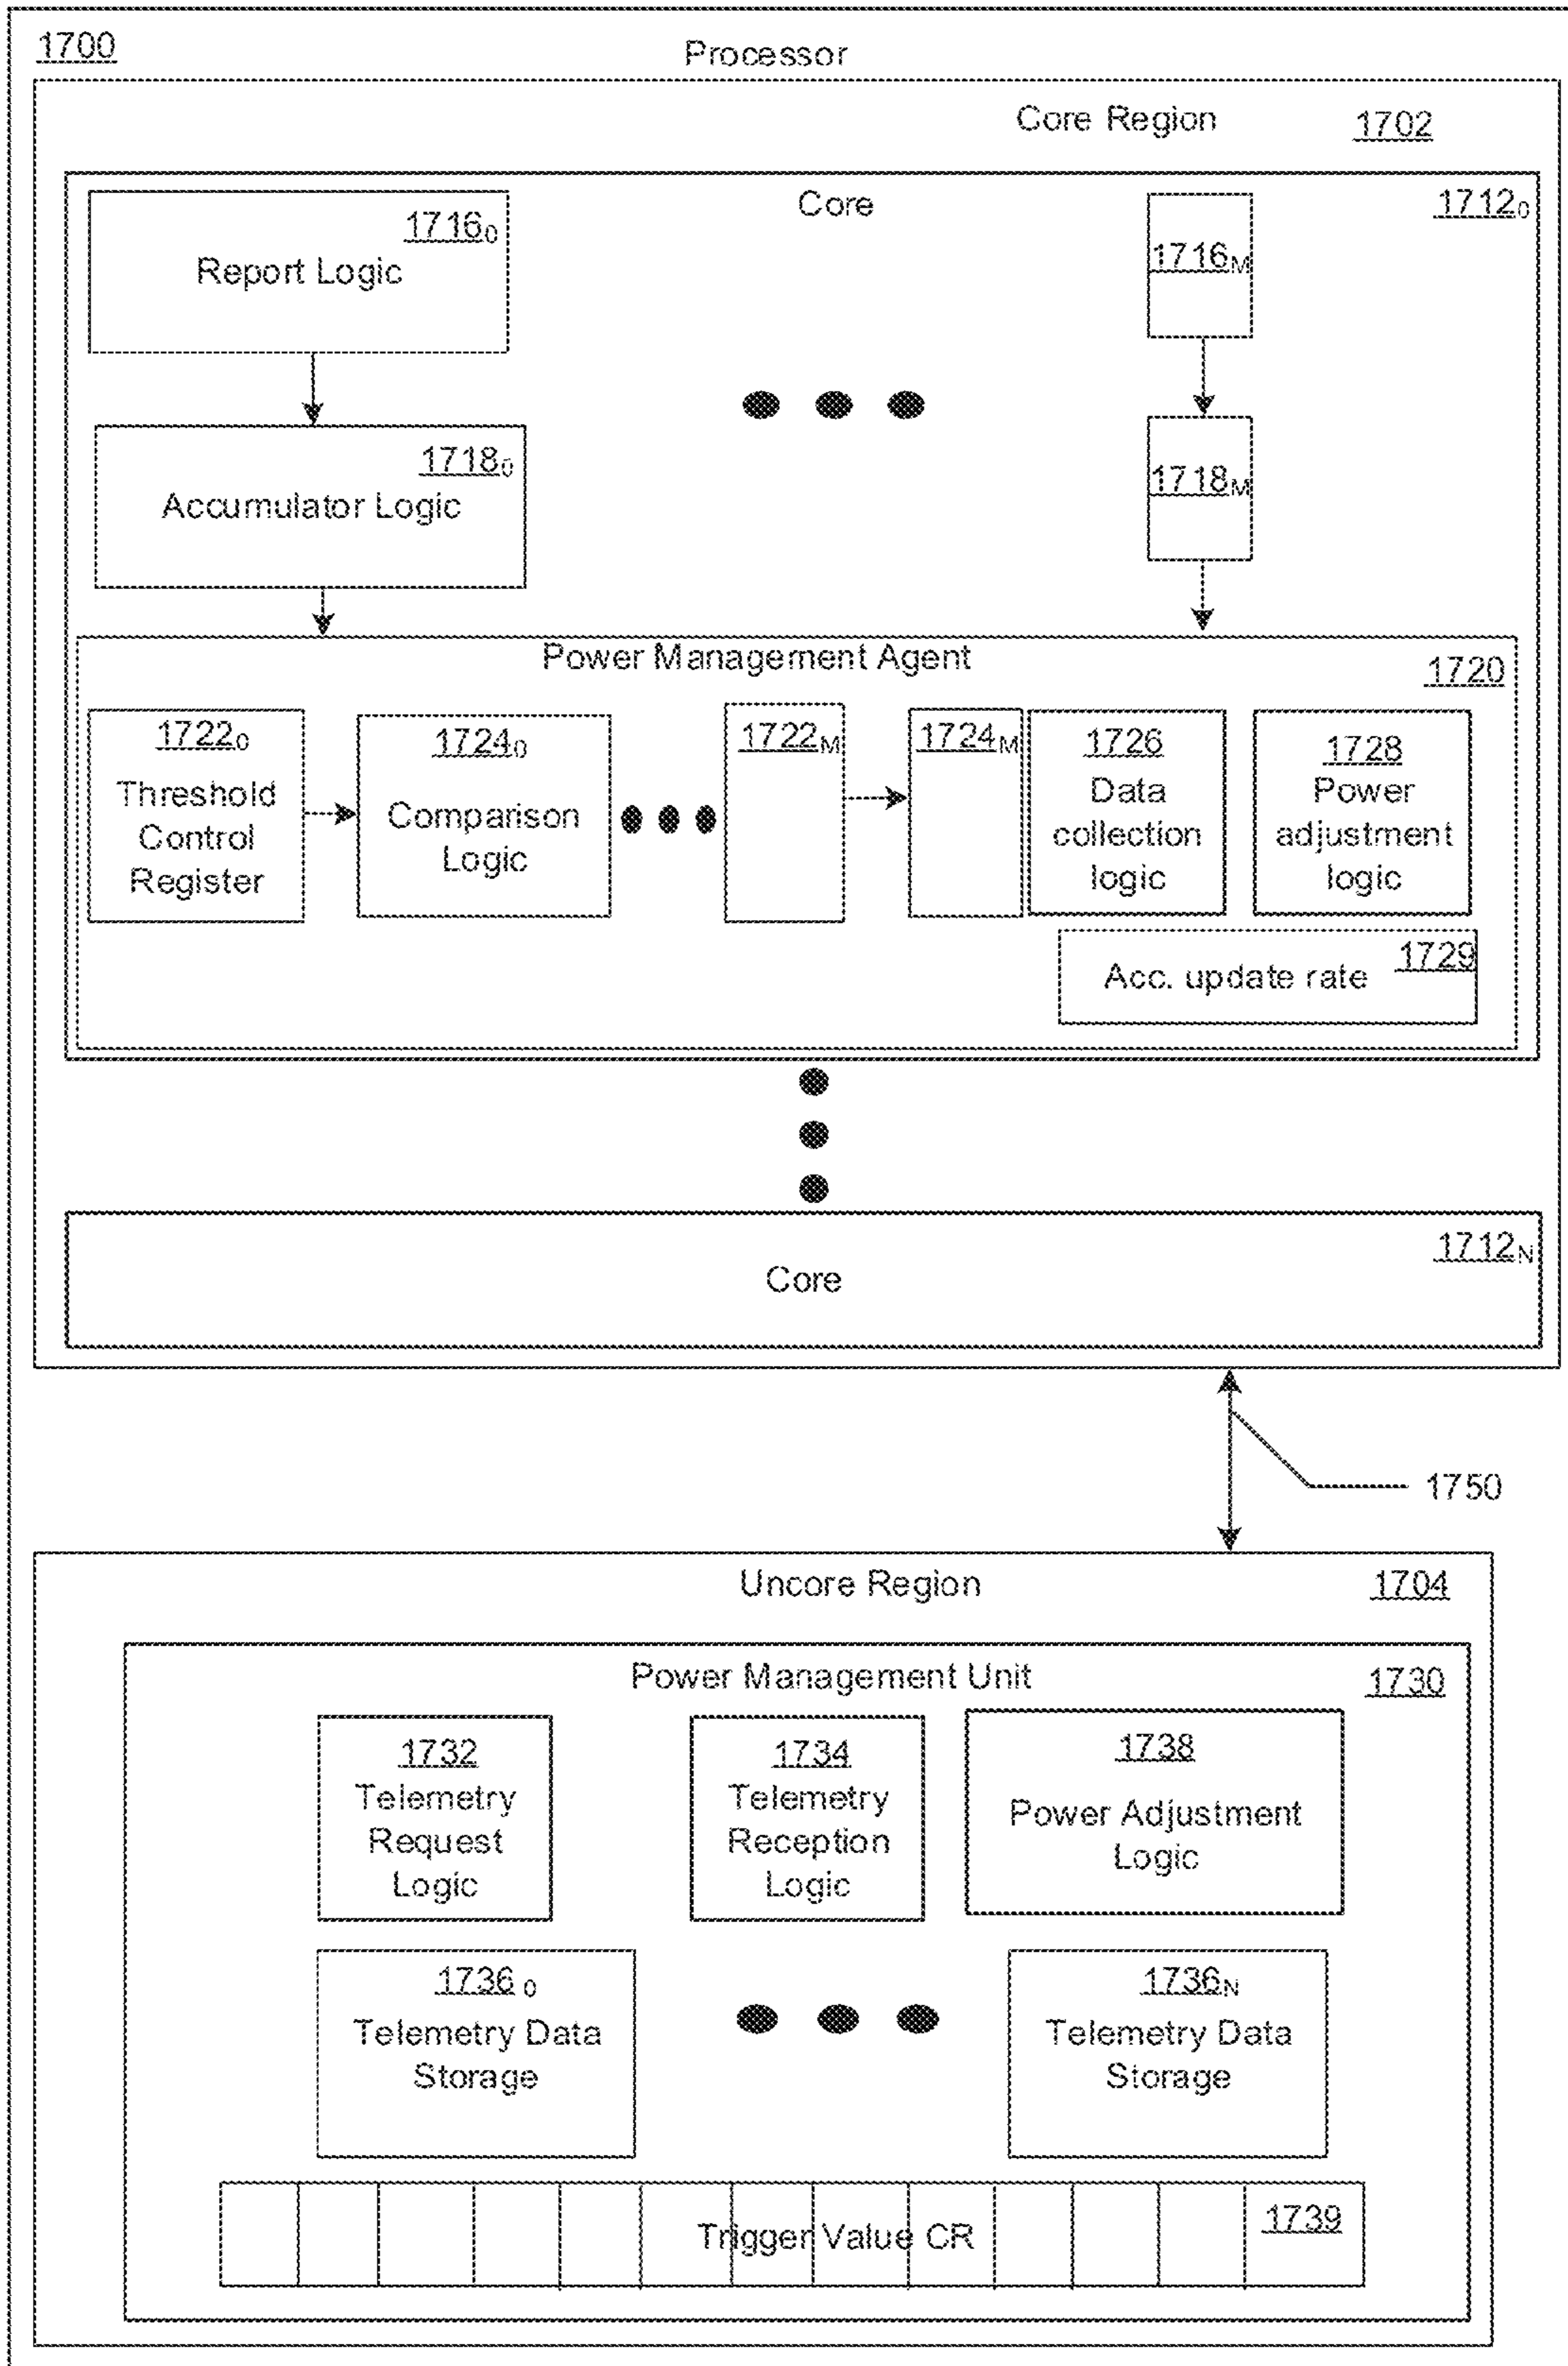 1700
Processor
Core Region 1702
Core
1712₀
1716₀
Report Logic
1716M
1718₀
Accumulator Logic
1718M
Power Management Agent
1720
1722₀
Threshold
Control
Register
1724₀
Comparison
Logic
1722M
1724M
1726
Data
collection
logic
1728
Power
adjustment
logic
1729
Acc. update rate
1712N
Core
1750
Uncore Region
1704
Power Management Unit
1730
1732
Telemetry
Request
Logic
1734
Telemetry
Reception
Logic
1738
Power Adjustment
Logic
1736 ₀
Telemetry Data
Storage
1736N
Telemetry Data
Storage
Trigger Value CR
1739